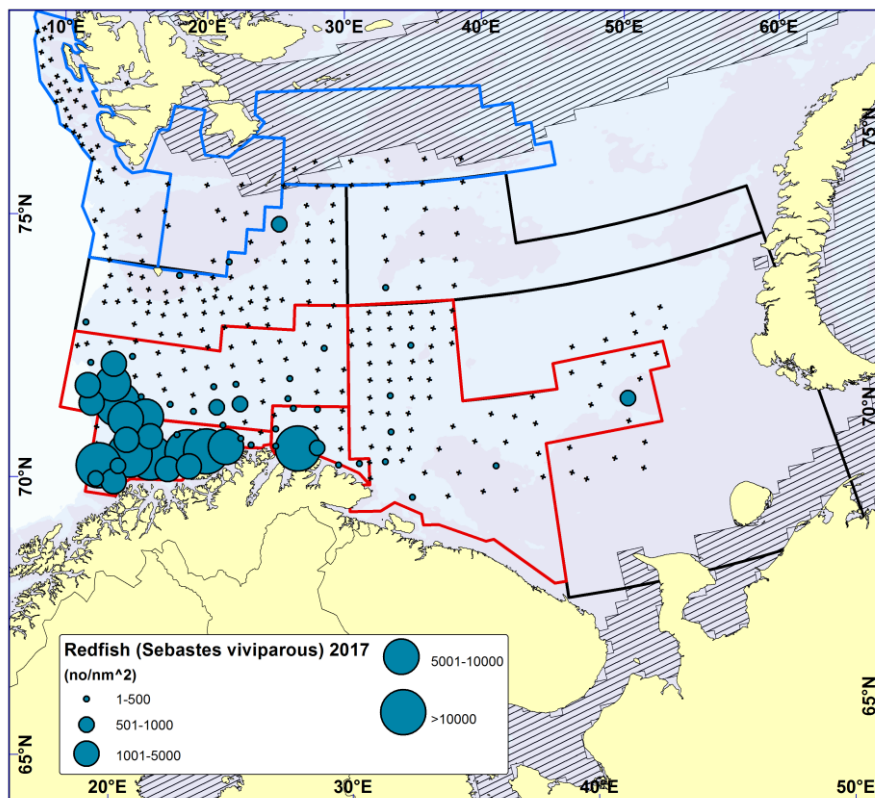 10°E 20°E 30°E 40°E 50°E 60°E
75°N
75°N
70°N
70°N
65°N
65°N
Redfish (Sebastes viviparous) 2017
(no/nm^2)
1-500
501-1000
1001-5000
5001-10000
>10000
20°E 30°E 40°E 50°E